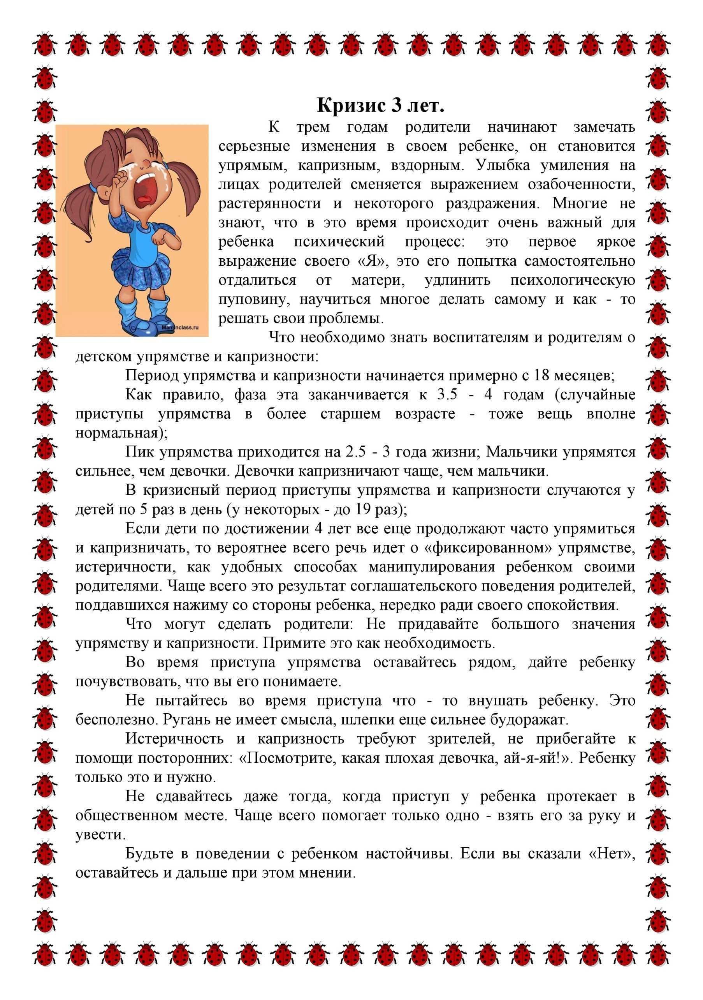 Кризис 3 лет.
К трем годам родители начинают замечать
серьезные изменения в своем ребенке, он становится
упрямым, капризным, вздорным. Улыбка умиления на
лицах родителей сменяется выражением озабоченности,
растерянности и некоторого раздражения. Многие не
знают, что в это время происходит очень важный для
ребенка психический процесс: это первое яркое
выражение своего «Я», это его попытка самостоятельно
отдалиться от матери, удлинить психологическую
пуповину, научиться многое делать самому и как - то
решать свои проблемы.
Maminclass.ru
Что необходимо знать воспитателям и родителям о
детском упрямстве и капризности:
Период упрямства и капризности начинается примерно с 18 месяцев;
Как правило, фаза эта заканчивается к 3.5 - 4 годам (случайные
приступы упрямства в более старшем возрасте - тоже вещь вполне
нормальная);
Пик упрямства приходится на 2.5 - 3 года жизни; Мальчики упрямятся
сильнее, чем девочки. Девочки капризничают чаще, чем мальчики.
В кризисный период приступы упрямства и капризности случаются у
детей по 5 раз в день (у некоторых - до 19 раз);
Если дети по достижении 4 лет все еще продолжают часто упрямиться
и капризничать, то вероятнее всего речь идет о «фиксированном» упрямстве,
истеричности, как удобных способах манипулирования ребенком своими
родителями. Чаще всего это результат соглашательского поведения родителей,
поддавшихся нажиму со стороны ребенка, нередко ради своего спокойствия.
Что могут сделать родители: Не придавайте большого значения
упрямству и капризности. Примите это как необходимость.
Во время приступа упрямства оставайтесь рядом, дайте ребенку
почувствовать, что вы его понимаете.
Не пытайтесь во время приступа что - то внушать ребенку. Это
бесполезно. Ругань не имеет смысла, шлепки еще сильнее будоражат.
Истеричность и капризность требуют зрителей, не прибегайте к
помощи посторонних: «Посмотрите, какая плохая девочка, ай-я-яй!». Ребенку
только это и нужно.
Не сдавайтесь даже тогда, когда приступ у ребенка протекает в
общественном месте. Чаще всего помогает только одно - взять его за руку и
увести.
Будьте в поведении с ребенком настойчивы. Если вы сказали «Нет»,
оставайтесь и дальше при этом мнении.